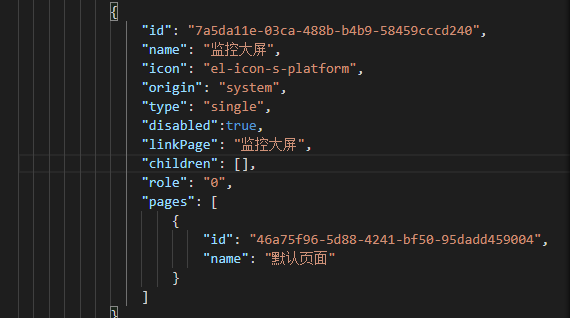 {
"id": "7a5da11e-03ca-488b-b4b9-58459cccd240",
"name": "监控大屏",
"icon": "el-icon-s-platform",
"origin": "system",
"type": "single",
"disabled":true,
"linkPage": "监控大屏",
"children": [],
"role": "0",
"pages": [
{
"id": "46a75f96-5d88-4241-bf50-95dadd459004",
"name": "默认页面"
}
]
}